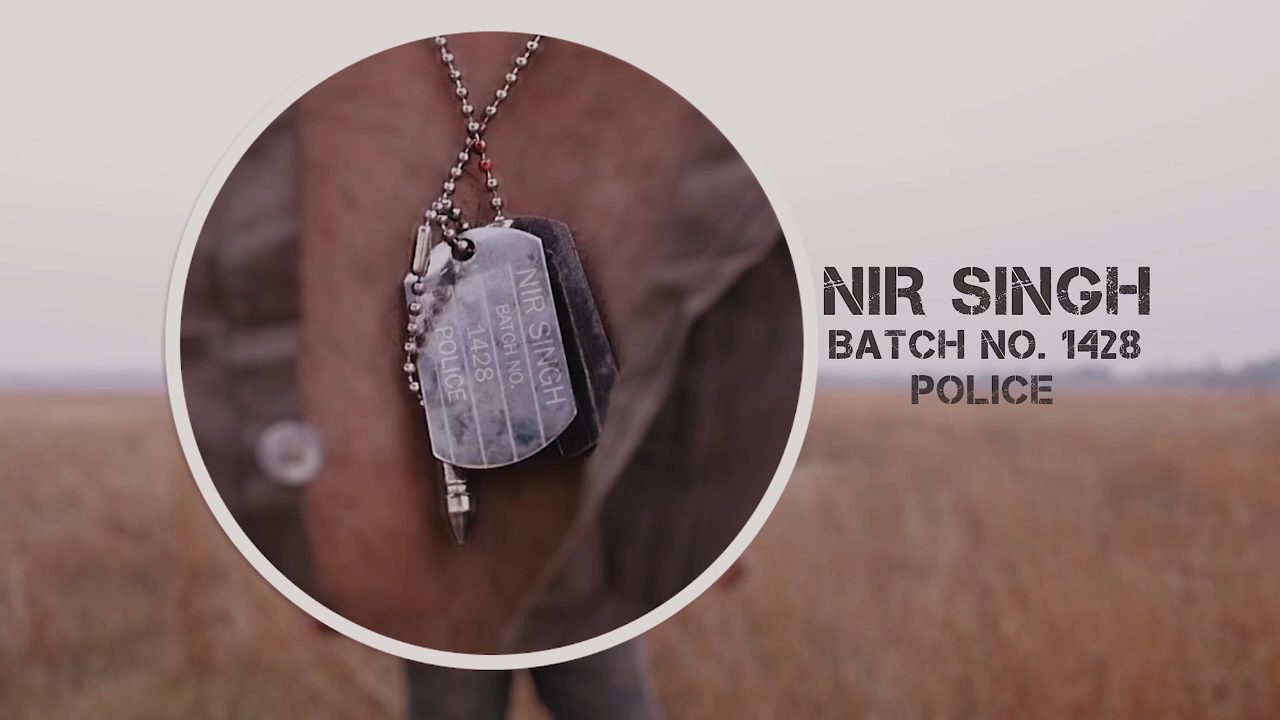 NIR SINGH
BATCH NO.
1428
POLICE
NIR SINGH
BATCH NO. 1428
POLICE